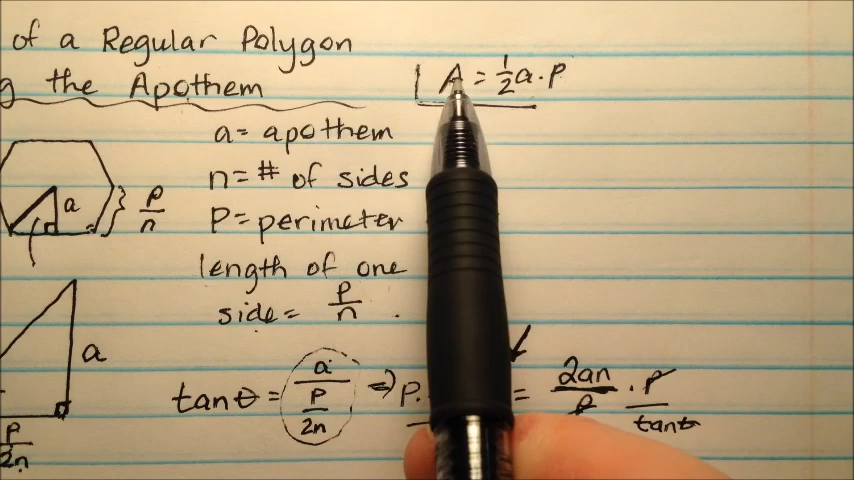 of a Regular Polygon
g the Apothem
A = 1/2 a · P
a = apothem
n = # of sides
P = perimeter
length of one
side = P/n .
a
P/n
a
P/2n
tanθ = a / (P/2n) => P. = 2an/P · P/tanθ